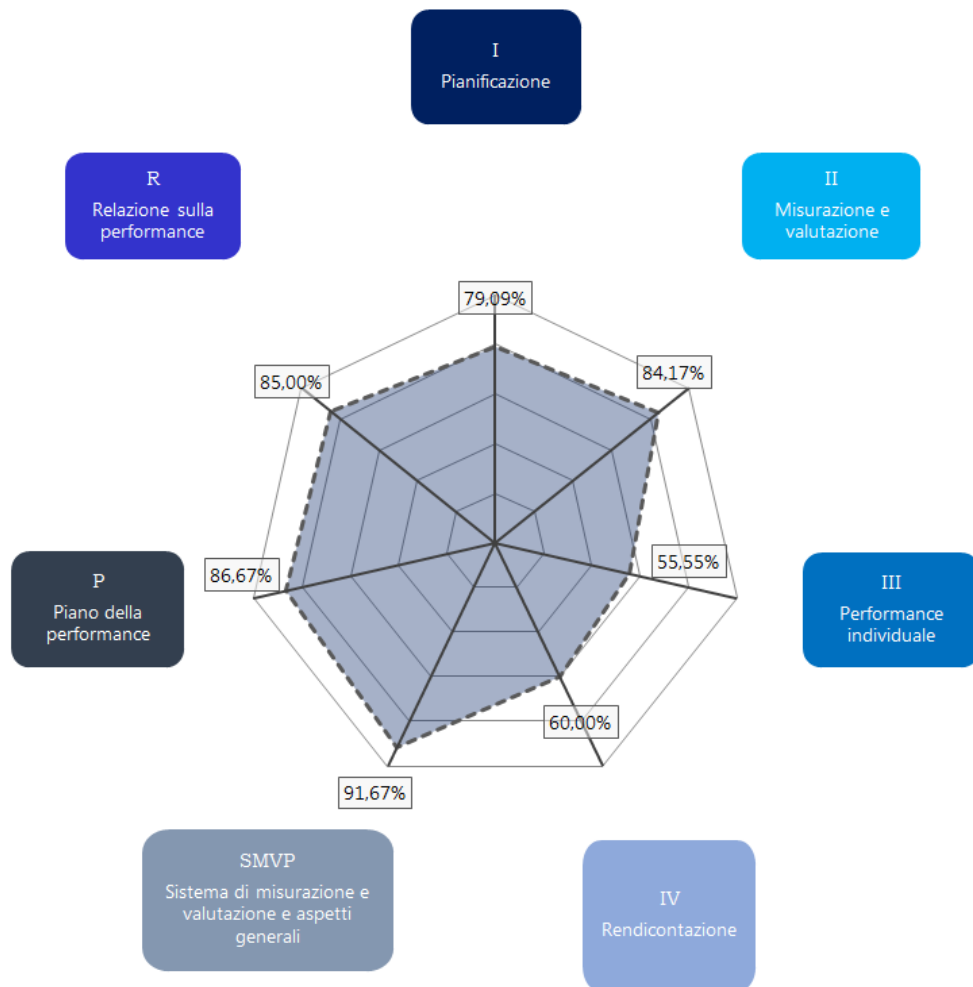 I
Pianificazione
R
Relazione sulla
performance
II
Misurazione e
valutazione
79,09%
85,00%
84,17%
86,67%
55,55%
P
Piano della
performance
III
Performance
individuale
60,00%
91,67%
SMVP
Sistema di misurazione e
valutazione e aspetti
generali
IV
Rendicontazione